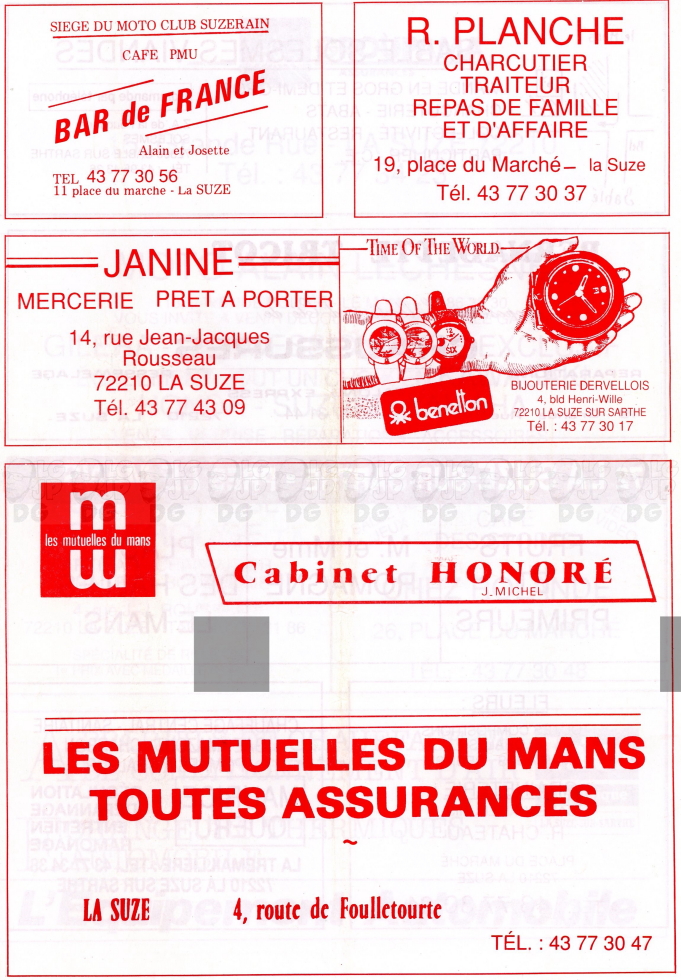 SIEGE DU MOTO CLUB SUZERAIN
CAFE PMU
BAR de FRANCE
Alain et Josette
TEL 43 77 30 56
11 place du marche - La SUZE
R. PLANCHE
CHARCUTIER
TRAITEUR
REPAS DE FAMILLE
ET D'AFFAIRE
19, place du Marché – la Suze
Tél. 43 77 30 37
JANINE
MERCERIE PRET A PORTER
14, rue Jean-Jacques
Rousseau
72210 LA SUZE
Tél. 43 77 43 09
TIME OF THE WORLD
benetton
BIJOUTERIE DERVELLOIS
4, bld Henri-Wille
72210 LA SUZE SUR SARTHE
Tél. : 43 77 30 17
les mutuelles du mans
Cabinet HONORÉ
J. MICHEL
LES MUTUELLES DU MANS
TOUTES ASSURANCES
~
LA SUZE 4, route de Foulletourte
TÉL. : 43 77 30 47